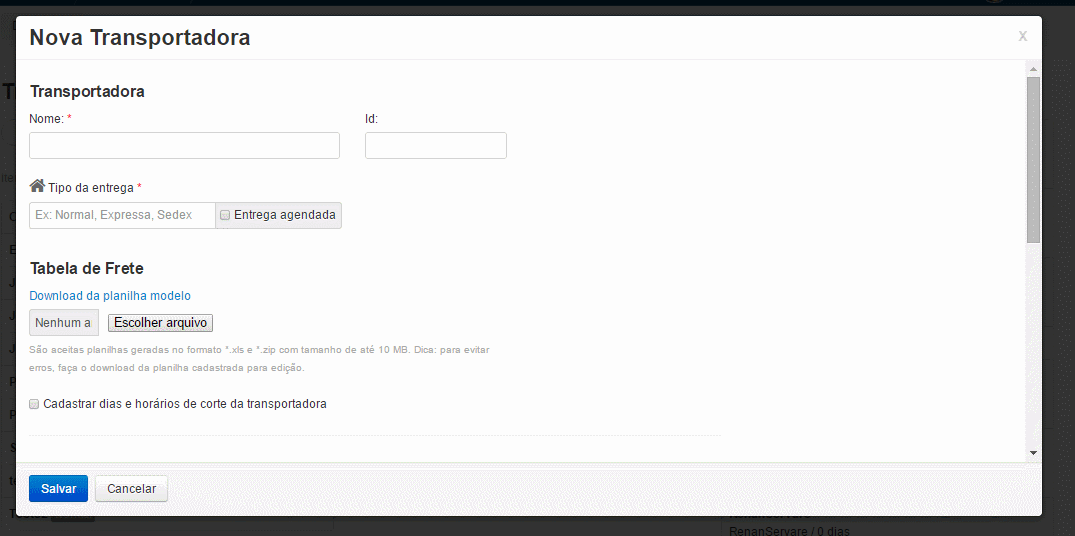 Nova Transportadora
X
Transportadora
Nome: *
Id:
Tipo da entrega *
Ex: Normal, Expressa, Sedex
Entrega agendada
Tabela de Frete
Download da planilha modelo
Nenhum a
Escolher arquivo
São aceitas planilhas geradas no formato *.xls e *.zip com tamanho de até 10 MB. Dica: para evitar
erros, faça o download da planilha cadastrada para edição.
Cadastrar dias e horários de corte da transportadora
Salvar
Cancelar
RenanServare / 0 dias